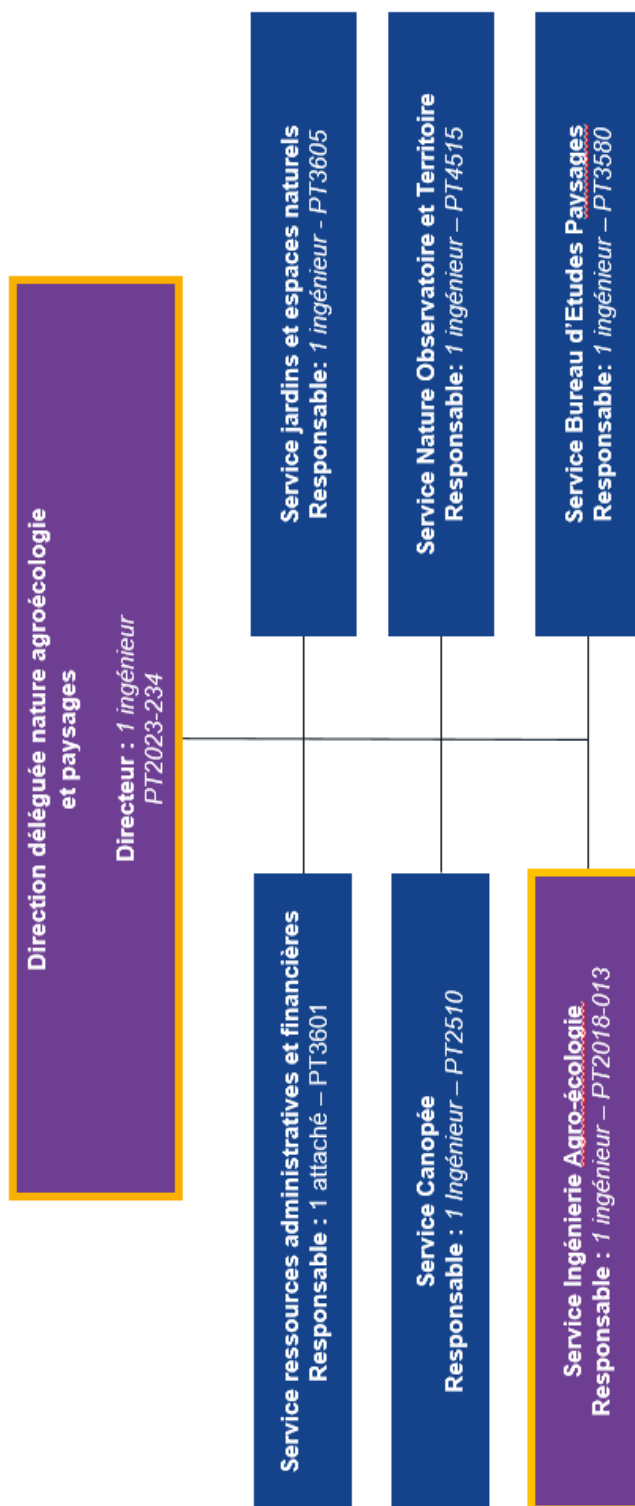 Direction déléguée nature agroécologie
et paysages
Directeur : 1 ingénieur
PT2023-234
Service ressources administratives et financières
Responsable : 1 attaché – PT3601
Service jardins et espaces naturels
Responsable: 1 ingénieur - PT3605
Service Canopée
Responsable : 1 Ingénieur – PT2510
Service Nature Observatoire et Territoire
Responsable: 1 ingénieur – PT4515
Service Ingénierie Agro-écologie
Responsable : 1 ingénieur – PT2018-013
Service Bureau d'Etudes Paysages
Responsable: 1 ingénieur – PT3580